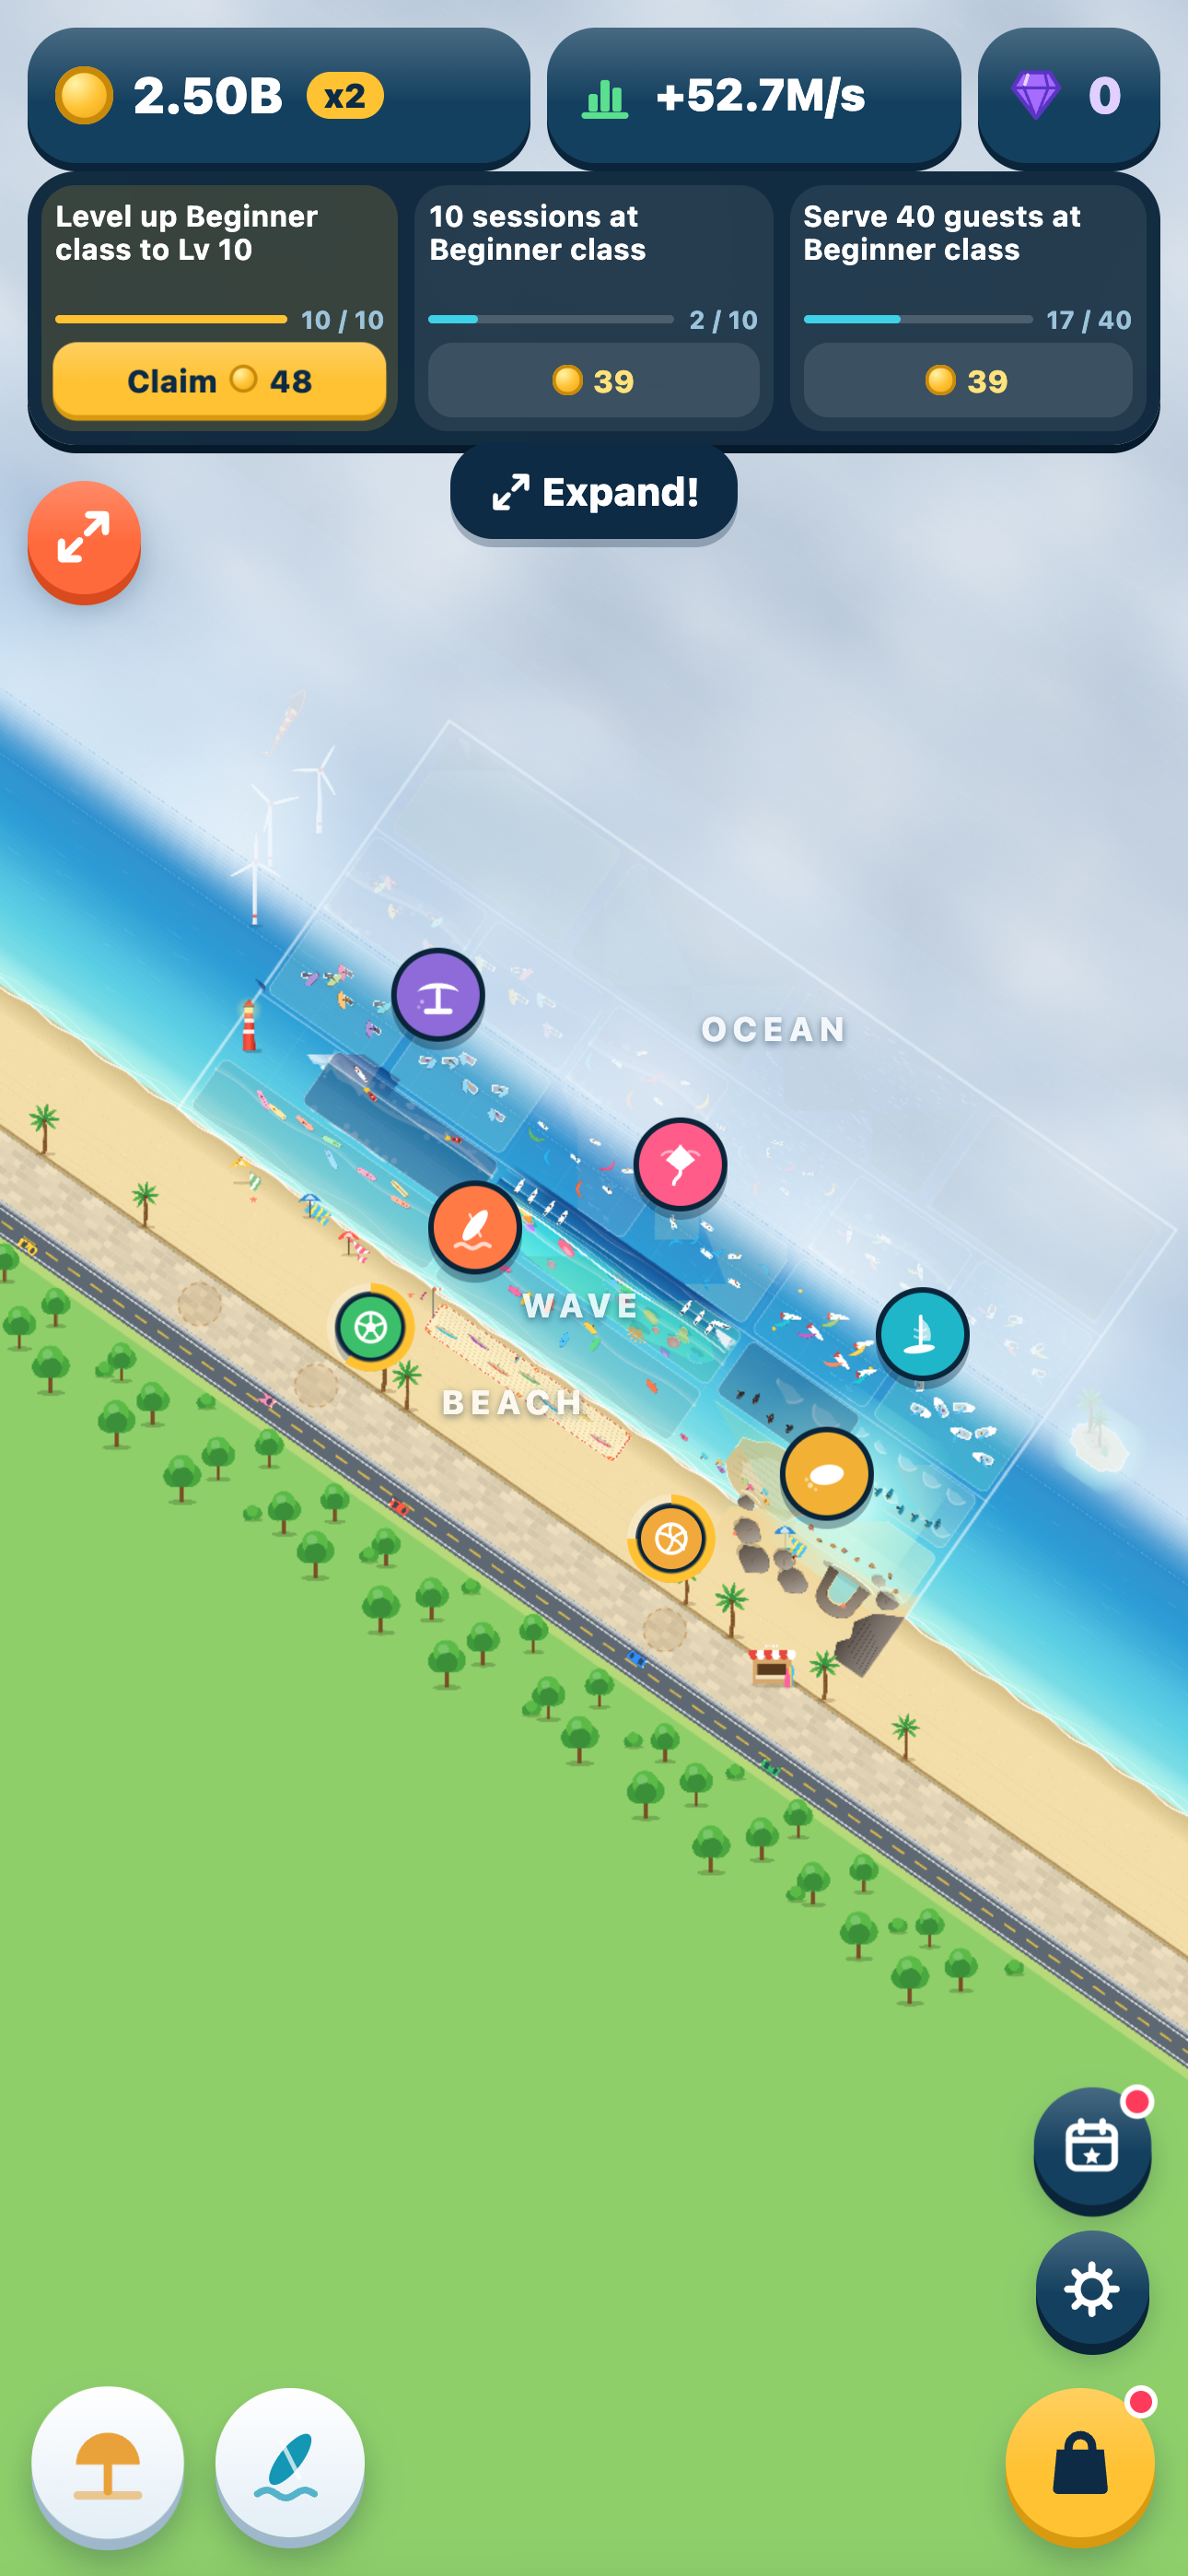 2.50B x2
+52.7M/s
0
Level up Beginner
class to Lv 10
10 / 10
Claim 48
10 sessions at
Beginner class
2 / 10
39
Serve 40 guests at
Beginner class
17 / 40
39
Expand!
OCEAN
WAVE
BEACH